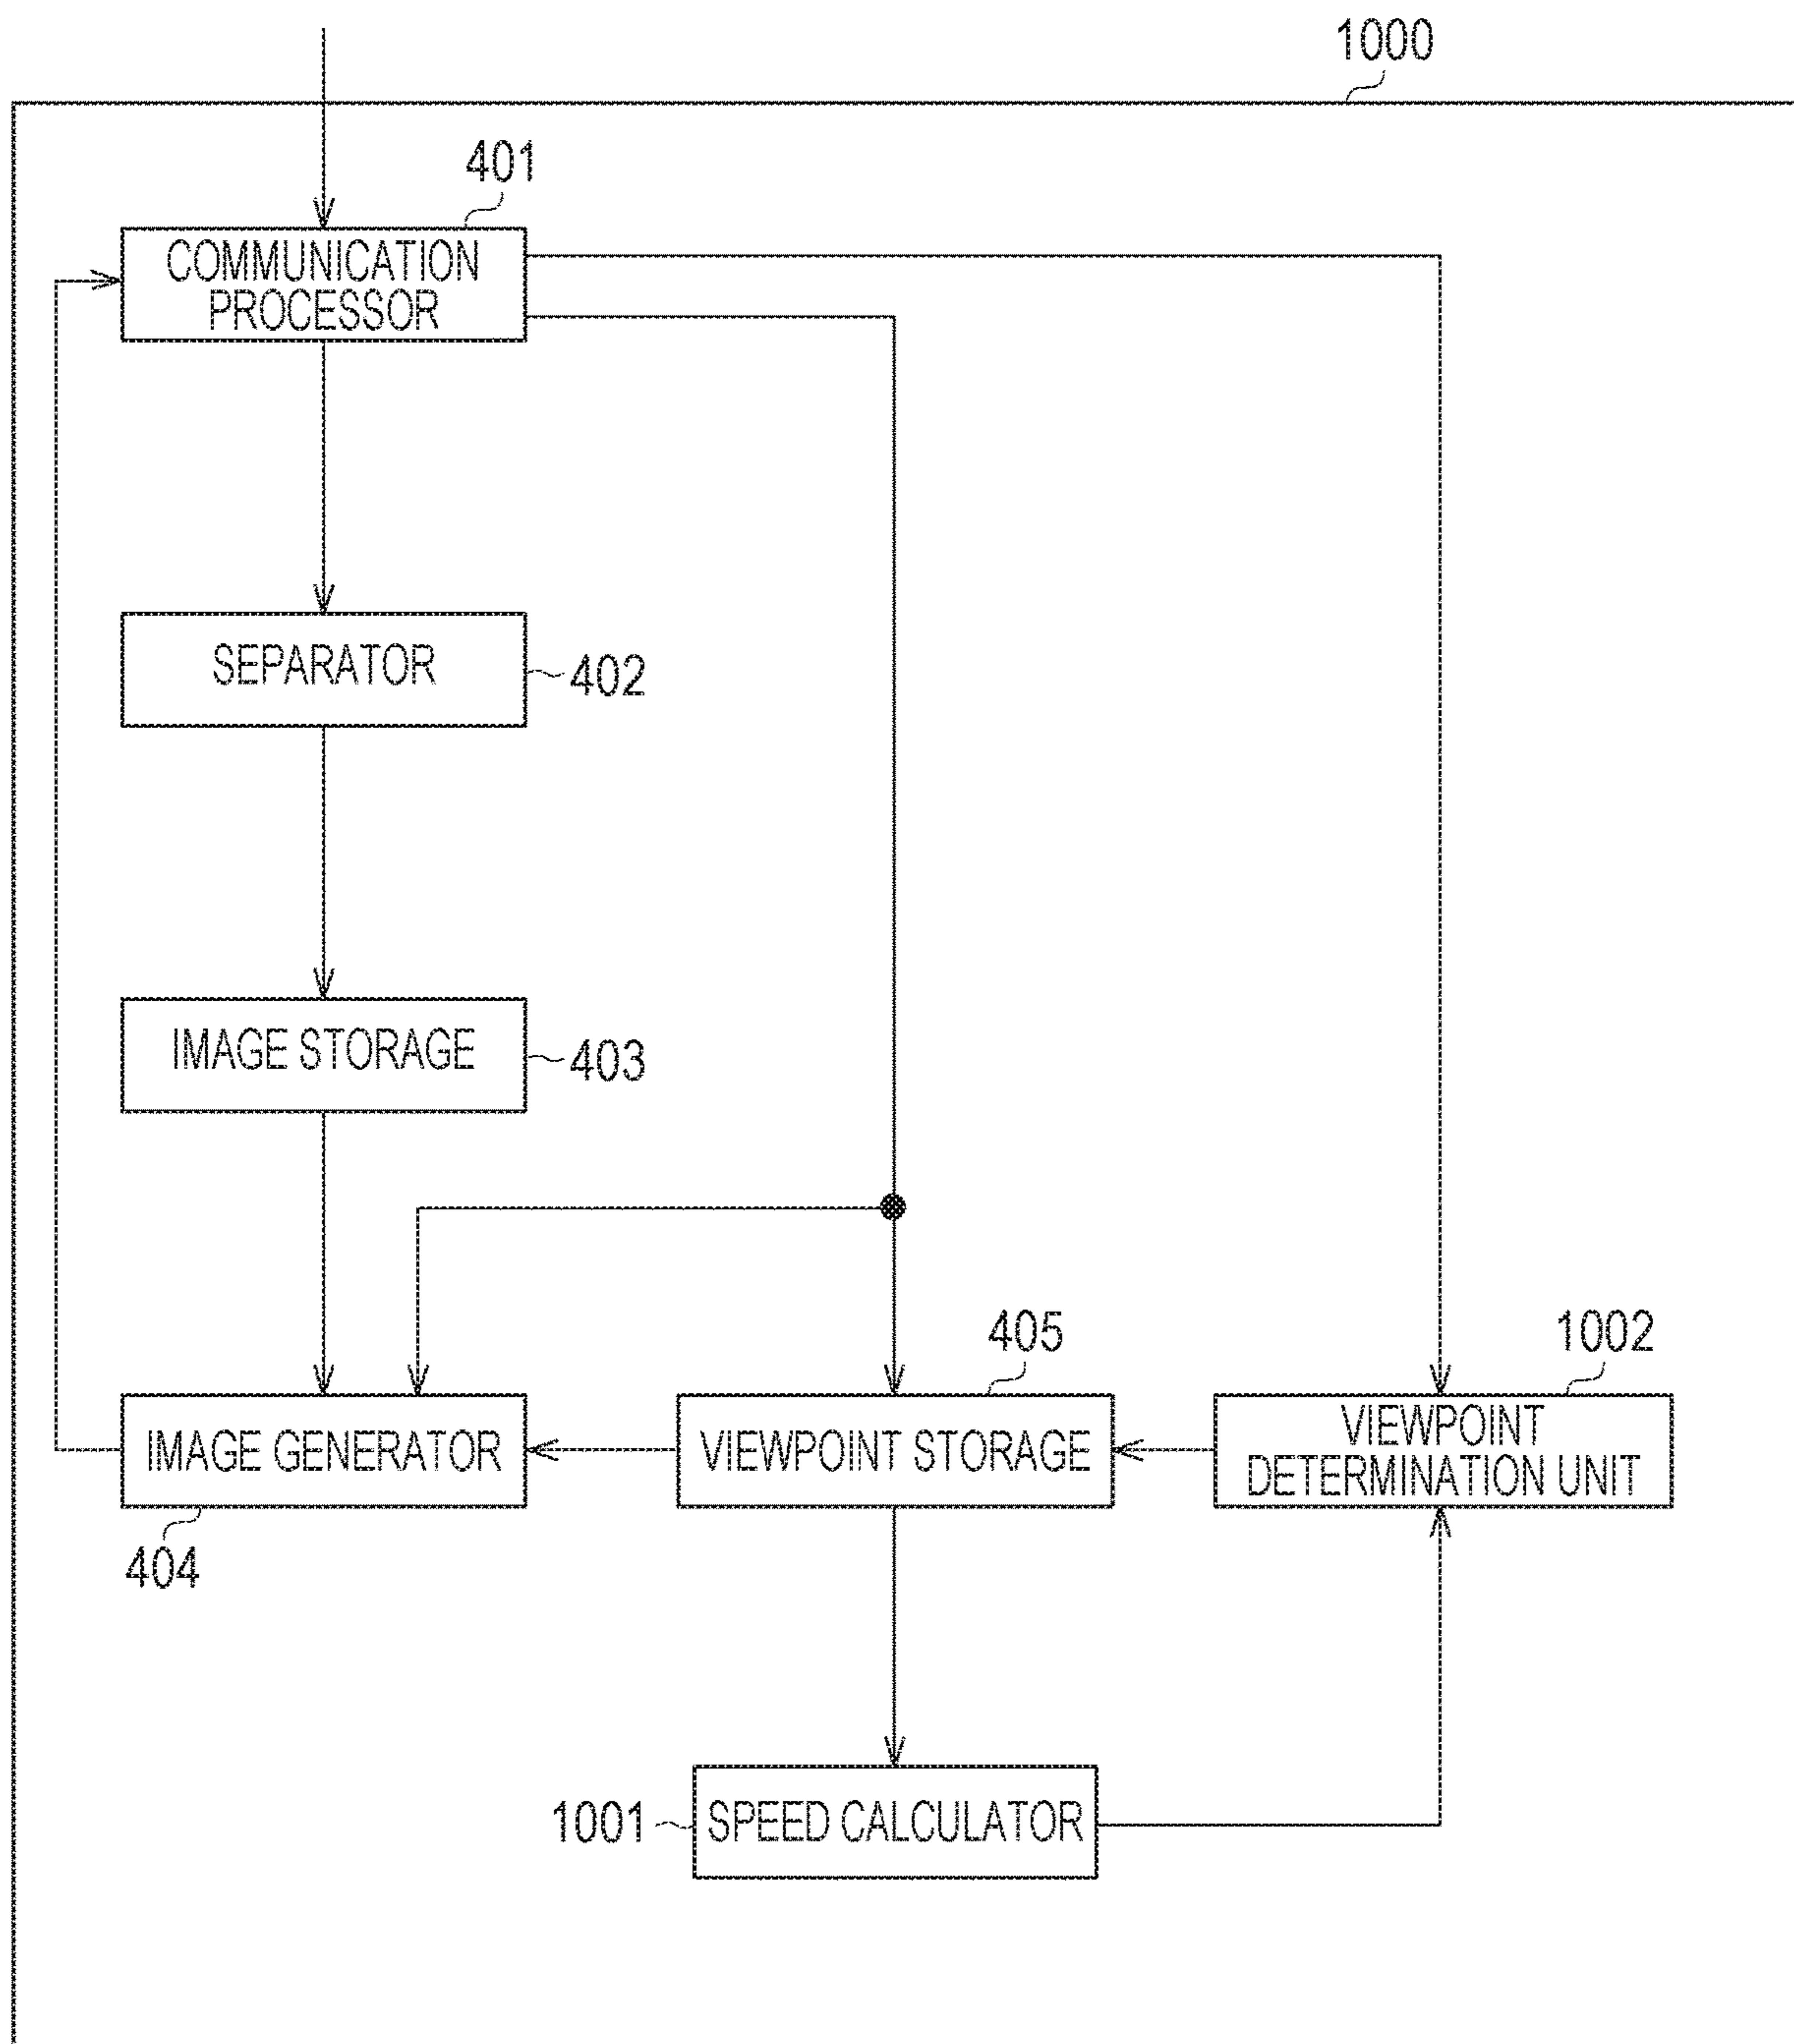 1000
401
COMMUNICATION
PROCESSOR
SEPARATOR
402
IMAGE STORAGE
403
405
1002
IMAGE GENERATOR
VIEWPOINT STORAGE
VIEWPOINT
DETERMINATION UNIT
404
1001
SPEED CALCULATOR